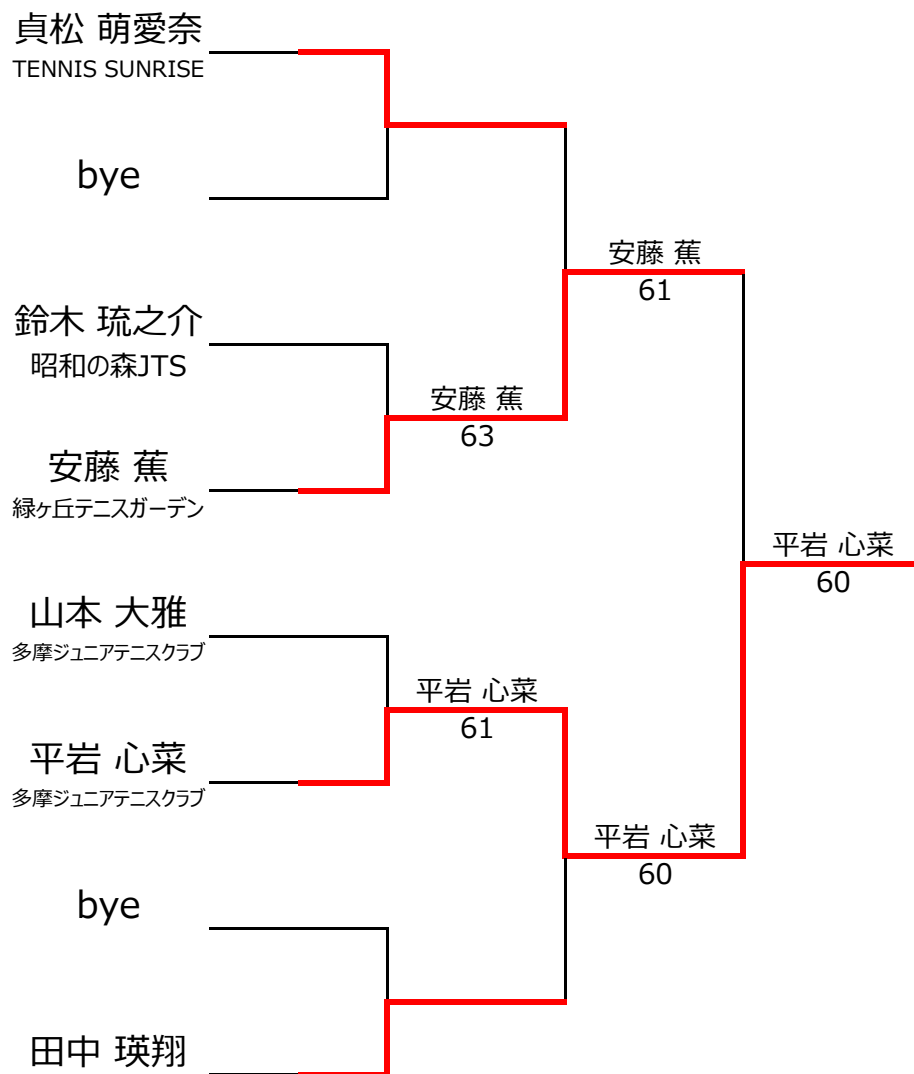 貞松 萌愛奈
TENNIS SUNRISE
bye
鈴木 琉之介
昭和の森JTS
安藤 蕉
緑ヶ丘テニスガーデン
山本 大雅
多摩ジュニアテニスクラブ
平岩 心菜
多摩ジュニアテニスクラブ
bye
田中 瑛翔
安藤 蕉
63
平岩 心菜
61
安藤 蕉
61
平岩 心菜
60
平岩 心菜
60